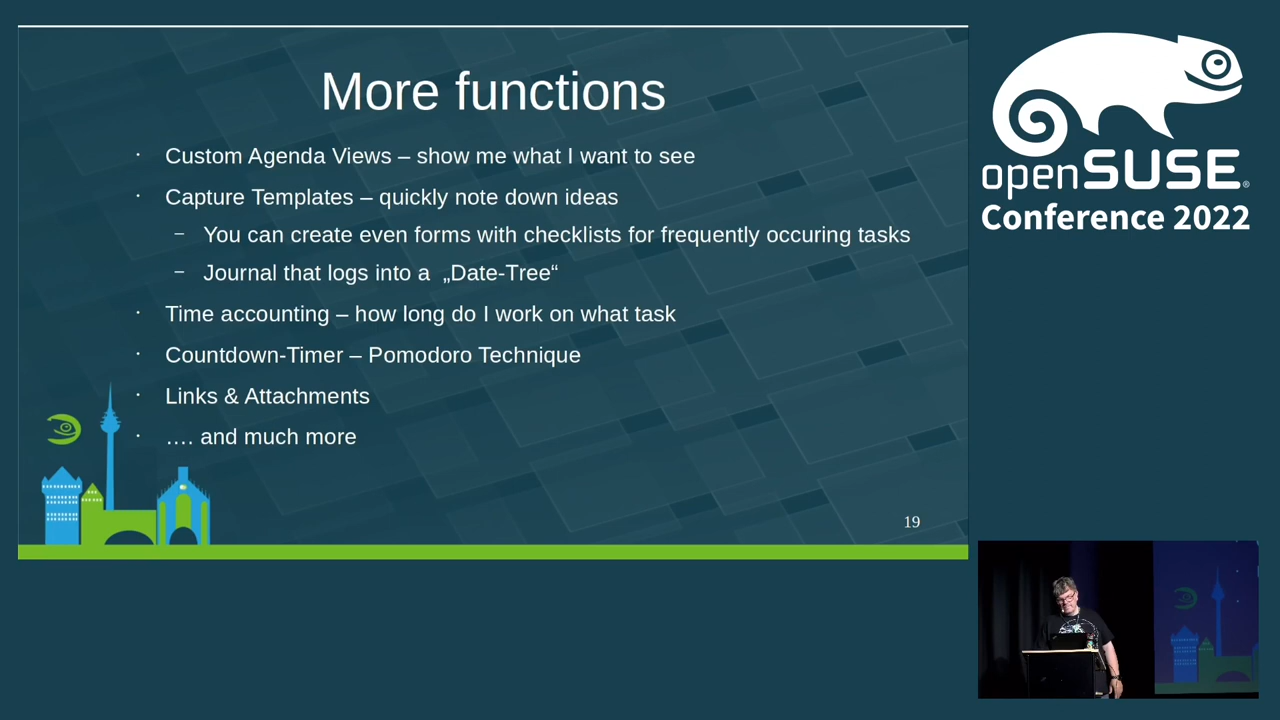 More functions
· Custom Agenda Views – show me what I want to see
· Capture Templates – quickly note down ideas
– You can create even forms with checklists for frequently occuring tasks
– Journal that logs into a „Date-Tree“
· Time accounting – how long do I work on what task
· Countdown-Timer – Pomodoro Technique
· Links & Attachments
· …. and much more
19
openSUSE®
Conference 2022